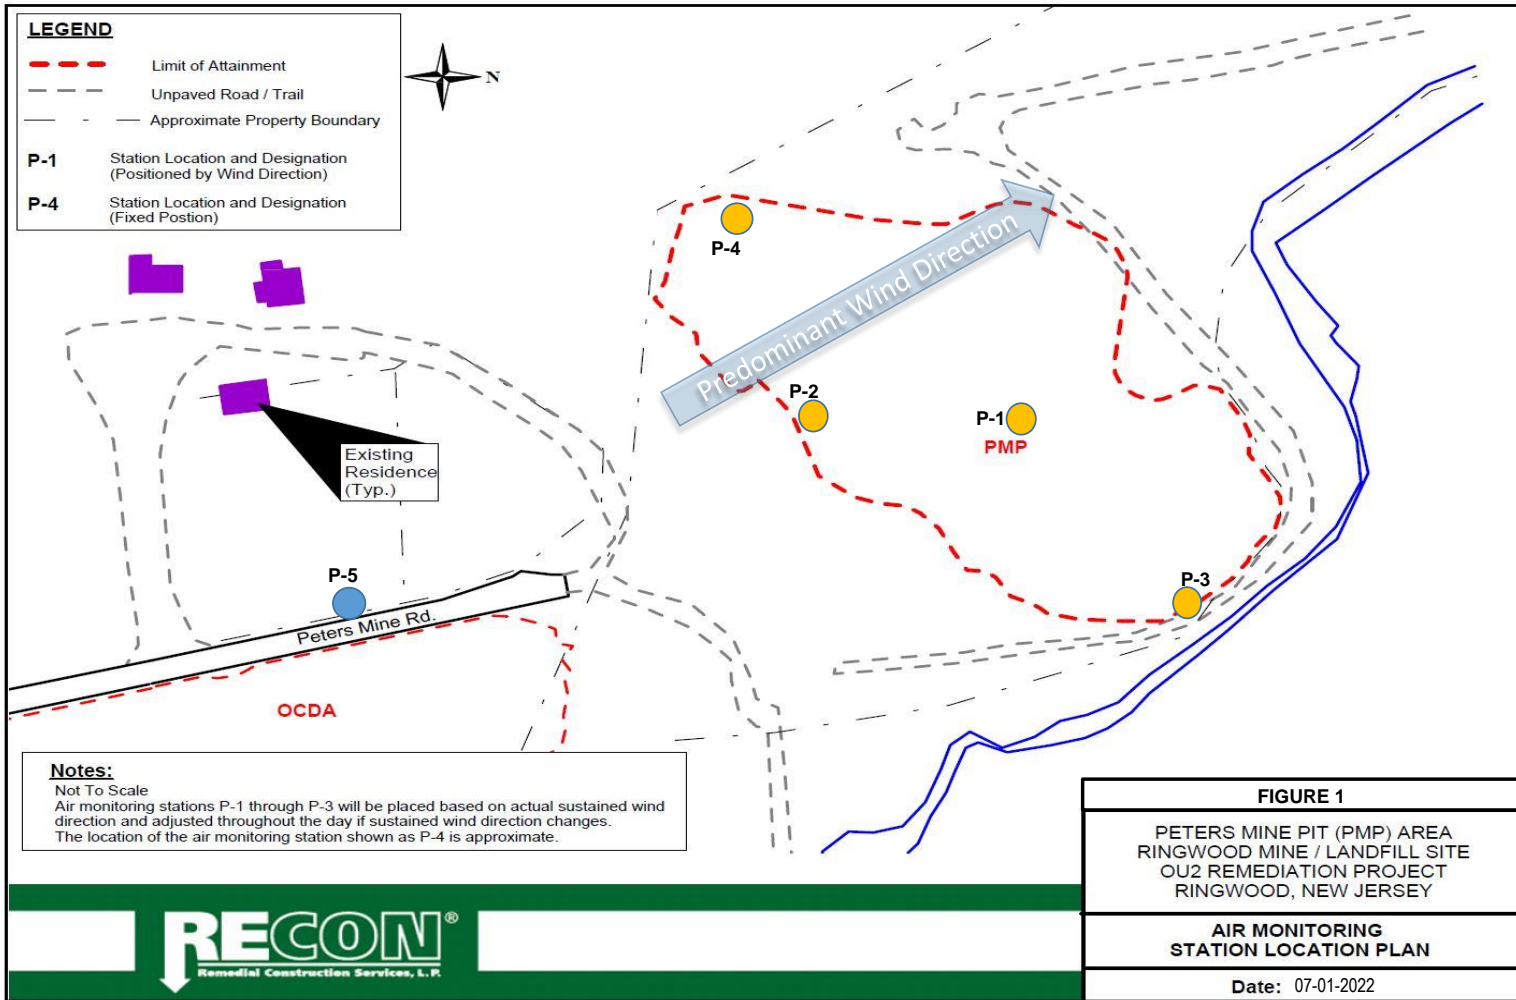 LEGEND
Limit of Attainment
Unpaved Road / Trail
Approximate Property Boundary
P-1 Station Location and Designation
(Positioned by Wind Direction)
P-4 Station Location and Designation
(Fixed Postion)
N
P-4
Predominant Wind Direction
P-2
P-1
PMP
Existing
Residence
(Typ.)
P-5
P-3
Peters Mine Rd.
OCDA
Notes:
Not To Scale
Air monitoring stations P-1 through P-3 will be placed based on actual sustained wind
direction and adjusted throughout the day if sustained wind direction changes.
The location of the air monitoring station shown as P-4 is approximate.
FIGURE 1
PETERS MINE PIT (PMP) AREA
RINGWOOD MINE / LANDFILL SITE
OU2 REMEDIATION PROJECT
RINGWOOD, NEW JERSEY
AIR MONITORING
STATION LOCATION PLAN
Date: 07-01-2022
RECON®
Remedial Construction Services, L.P.